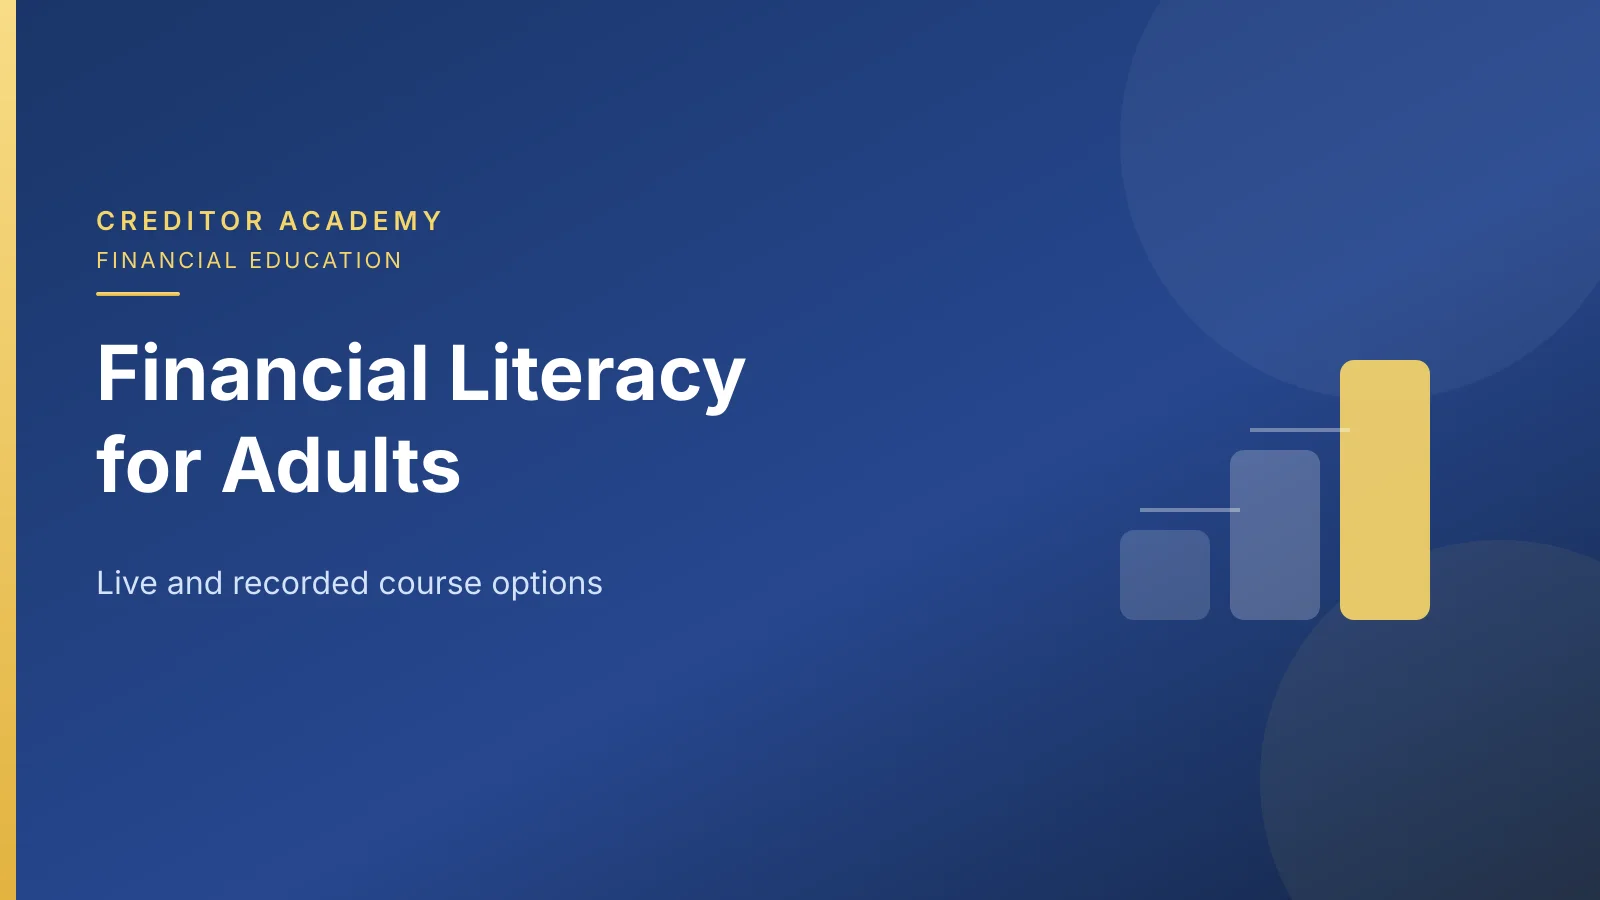 CREDITOR ACADEMY
FINANCIAL EDUCATION
Financial Literacy
for Adults
Live and recorded course options